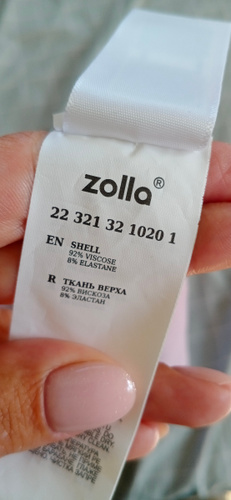 zolla®
22 321 32 1020 1
EN SHELL
92% VISCOSE
8% ELASTANE
R ТКАНЬ ВЕРХА
92% ВИСКОЗА
8% ЭЛАСТАН